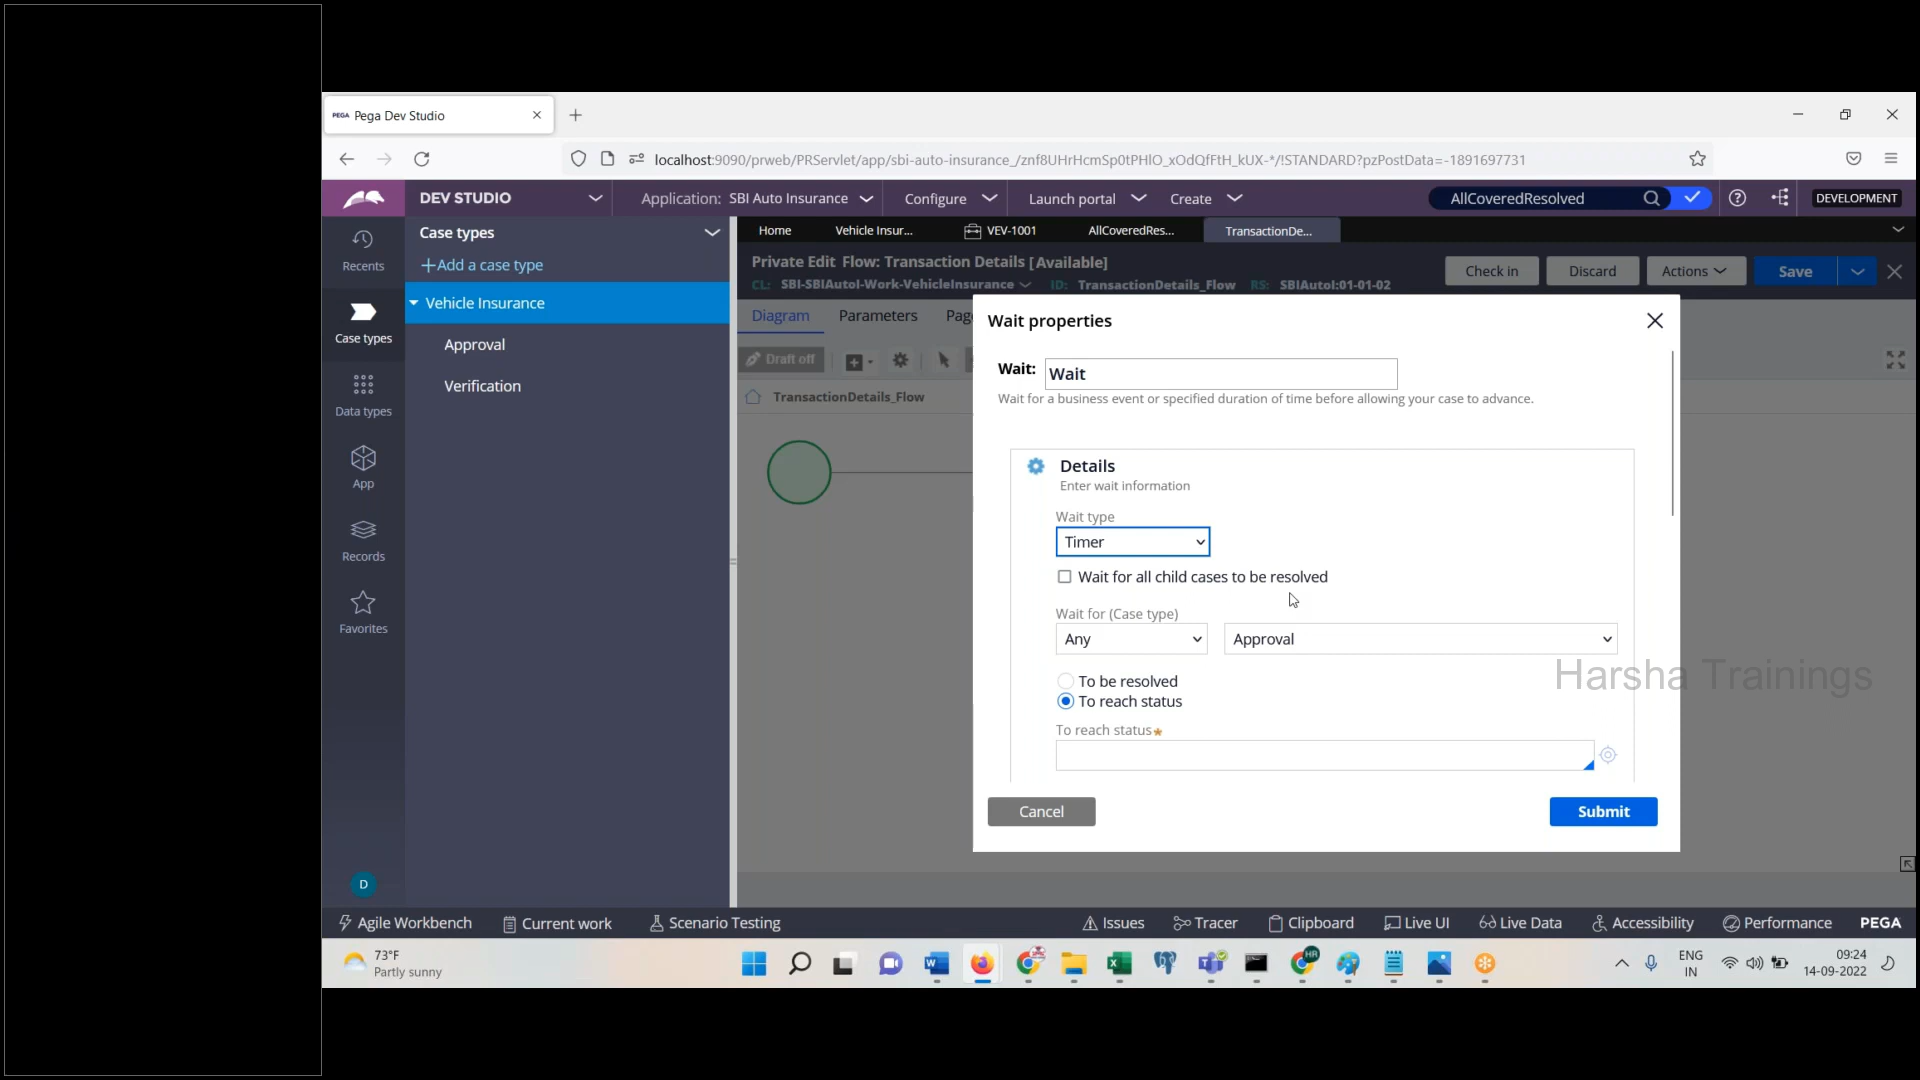 PEGA Pega Dev Studio
localhost:9090/prweb/PRServlet/app/sbi-auto-insurance_/znf8UHrHcmSp0tPHlO_xOdQfFtH_kUX-*/!STANDARD?pzPostData=-1891697731
DEV STUDIO
Application: SBI Auto Insurance
Configure
Launch portal
Create
AllCoveredResolved
DEVELOPMENT
Recents
Case types
Data types
App
Records
Favorites
D
Case types
+Add a case type
Vehicle Insurance
Approval
Verification
Home
Vehicle Insur...
VEV-1001
AllCoveredRes...
TransactionDe...
Private Edit Flow: Transaction Details [Available]
CL: SBI-SBIAutoI-Work-VehicleInsurance ID: TransactionDetails_Flow RS: SBIAutoI:01-01-02
Check in
Discard
Actions
Save
Diagram
Parameters
Pag
Draft off
TransactionDetails_Flow
Wait properties
Wait: Wait
Wait for a business event or specified duration of time before allowing your case to advance.
Details
Enter wait information
Wait type
Timer
Wait for all child cases to be resolved
Wait for (Case type)
Any
Approval
To be resolved
To reach status
To reach status★
Cancel
Submit
Harsha Trainings
Agile Workbench
Current work
Scenario Testing
Issues
Tracer
Clipboard
Live UI
Live Data
Accessibility
Performance
PEGA
73°F
Partly sunny
ENG
IN
09:24
14-09-2022